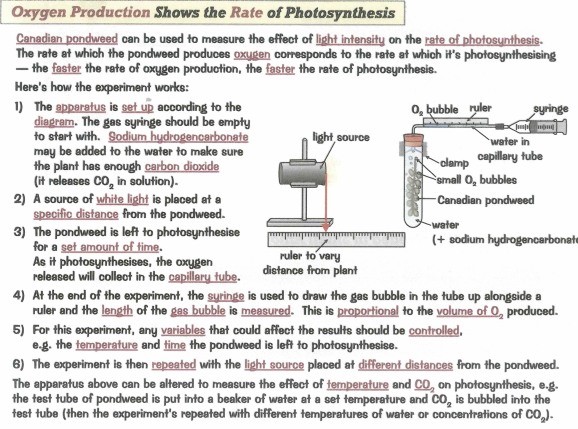 Oxygen Production Shows the Rate of Photosynthesis
Canadian pondweed can be used to measure the effect of light intensity on the rate of photosynthesis.
The rate at which the pondweed produces oxygen corresponds to the rate at which it's photosynthesising
— the faster the rate of oxygen production, the faster the rate of photosynthesis.
Here's how the experiment works:
1) The apparatus is set up according to the
diagram. The gas syringe should be empty
to start with. Sodium hydrogencarbonate
may be added to the water to make sure
the plant has enough carbon dioxide
(it releases CO₂ in solution).
2) A source of white light is placed at a
specific distance from the pondweed.
3) The pondweed is left to photosynthesise
for a set amount of time.
As it photosynthesises, the oxygen
released will collect in the capillary tube.
light source
ruler to vary
distance from plant
O₂ bubble
ruler
syringe
water in
capillary tube
clamp
small O₂ bubbles
Canadian pondweed
water
(+ sodium hydrogencarbonate
4) At the end of the experiment, the syringe is used to draw the gas bubble in the tube up alongside a
ruler and the length of the gas bubble is measured. This is proportional to the volume of O₂ produced.
5) For this experiment, any variables that could affect the results should be controlled,
e.g. the temperature and time the pondweed is left to photosynthesise.
6) The experiment is then repeated with the light source placed at different distances from the pondweed.
The apparatus above can be altered to measure the effect of temperature and CO₂ on photosynthesis, e.g.
the test tube of pondweed is put into a beaker of water at a set temperature and CO₂ is bubbled into the
test tube (then the experiment's repeated with different temperatures of water or concentrations of CO₂).